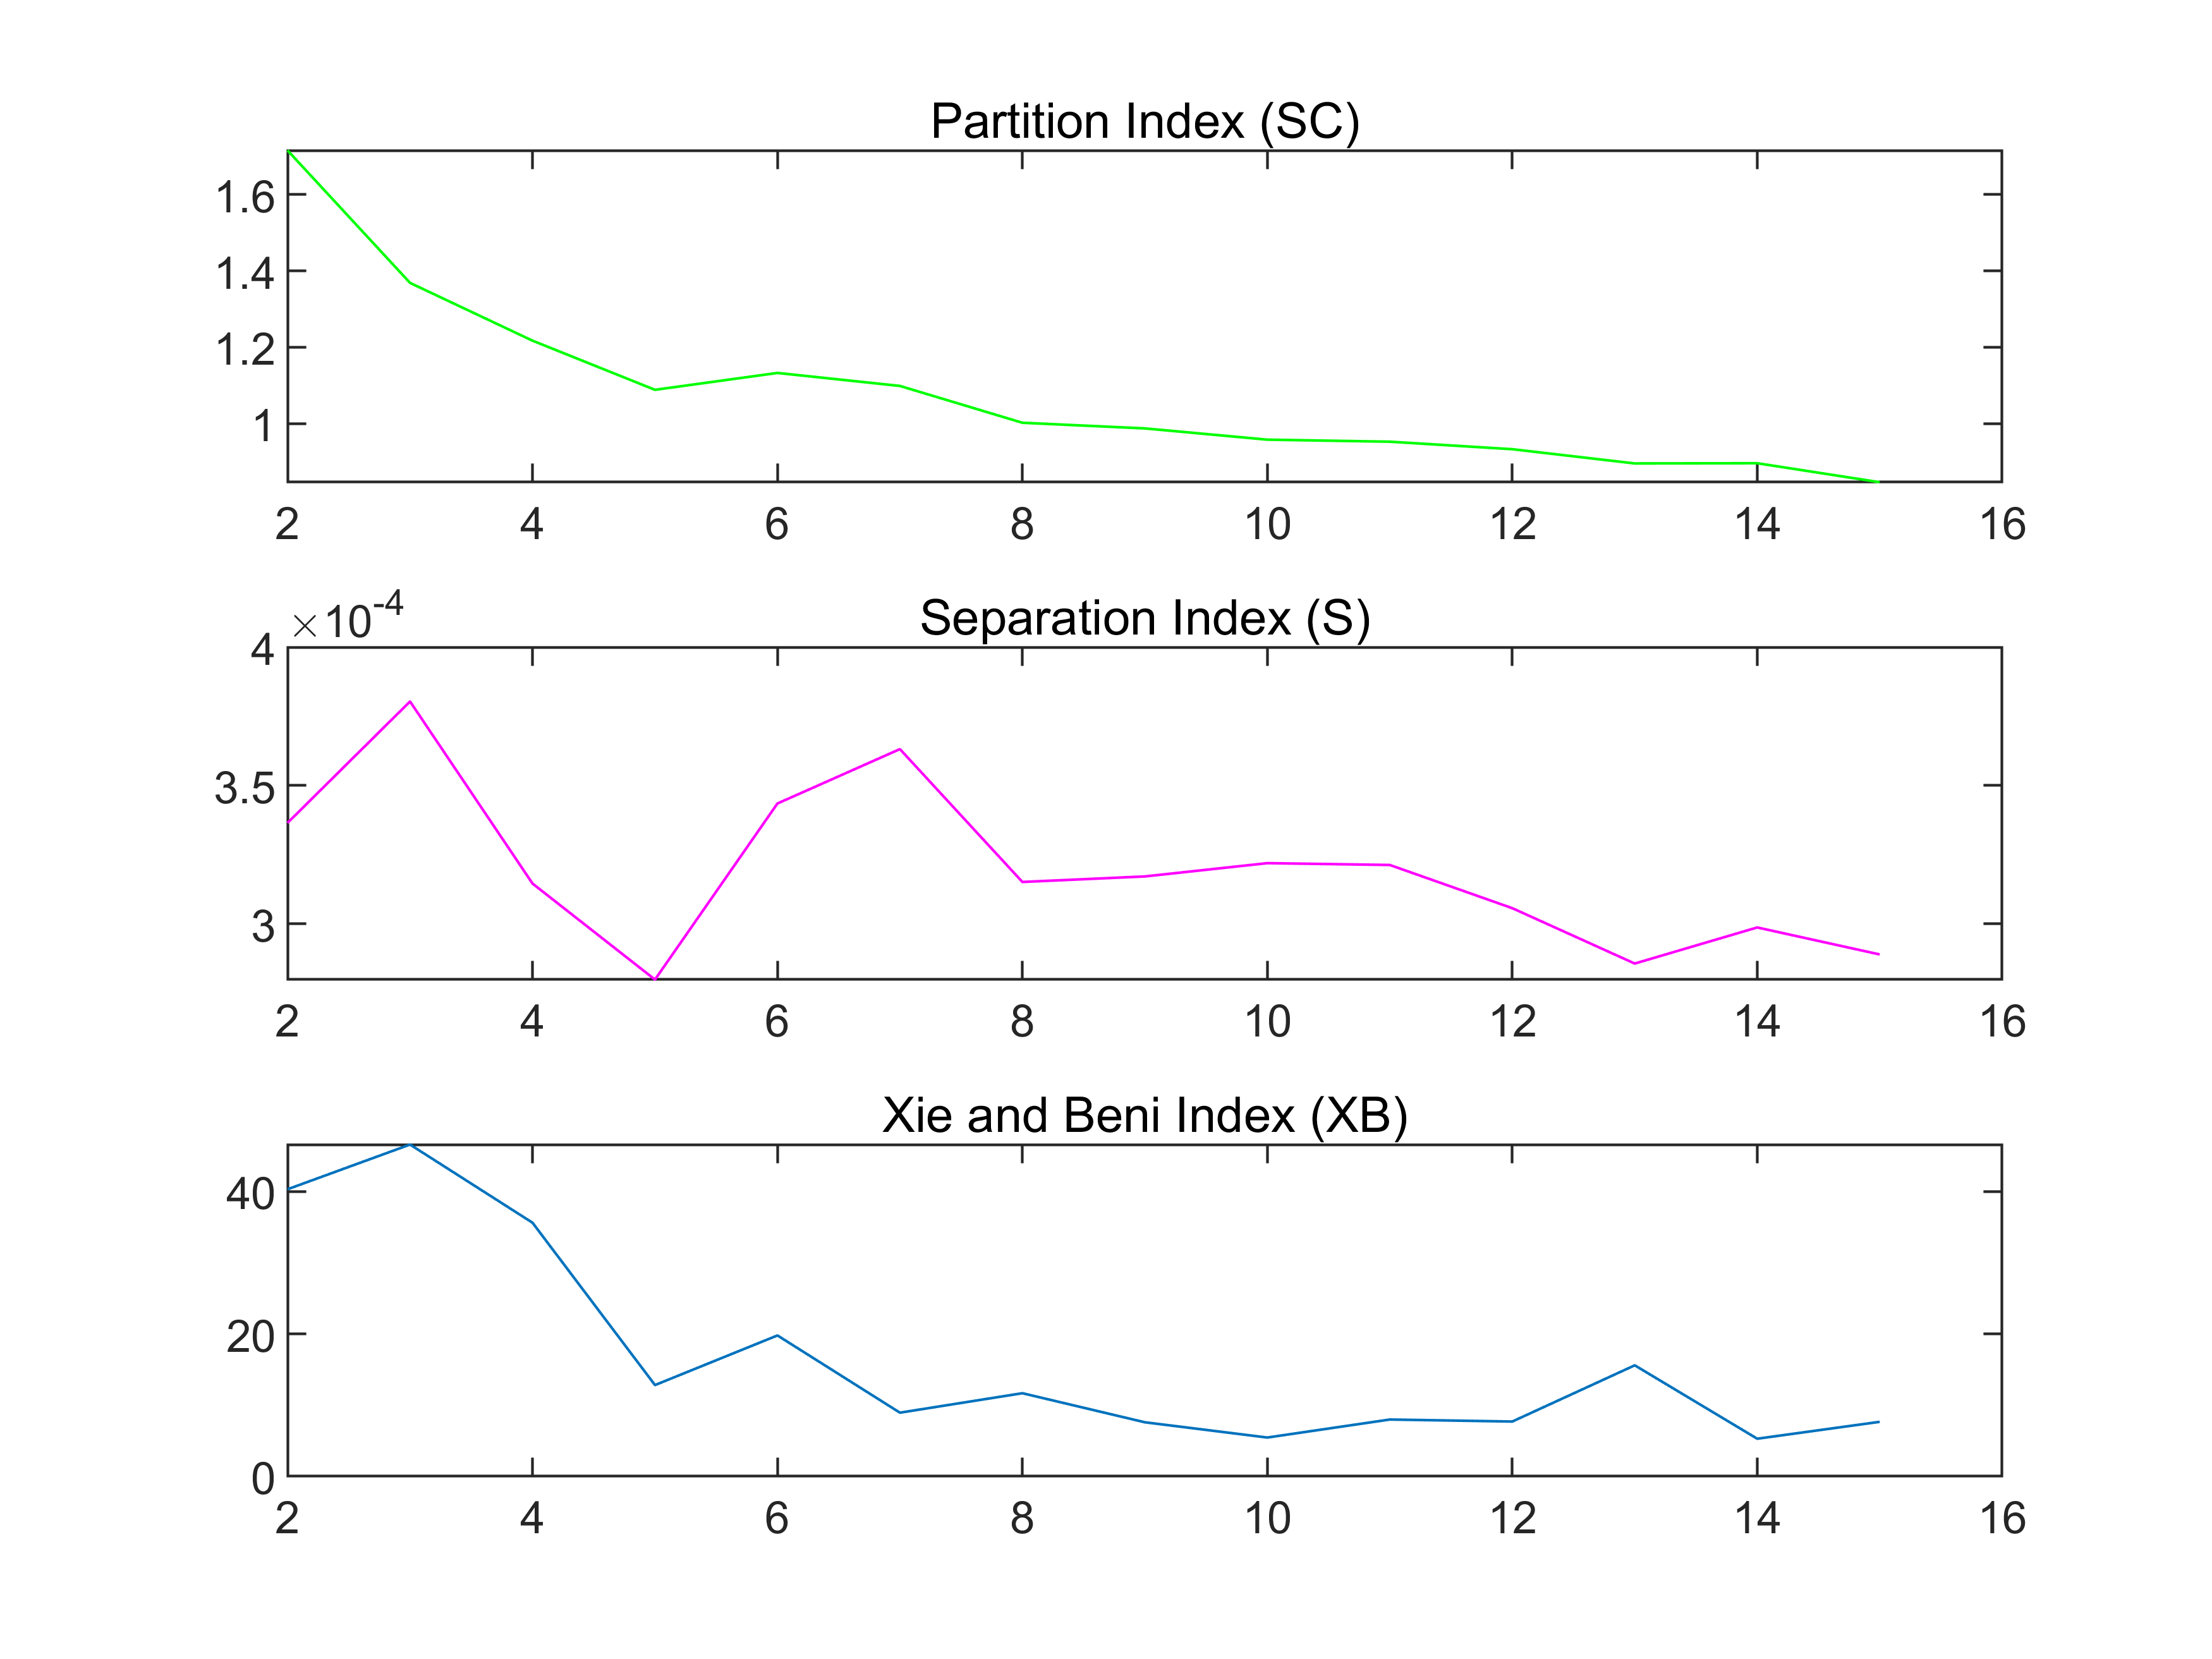 Partition Index (SC)
1.6
1.4
1.2
1
2 4 6 8 10 12 14 16
×10-4
Separation Index (S)
4
3.5
3
2 4 6 8 10 12 14 16
Xie and Beni Index (XB)
40
20
0
2 4 6 8 10 12 14 16